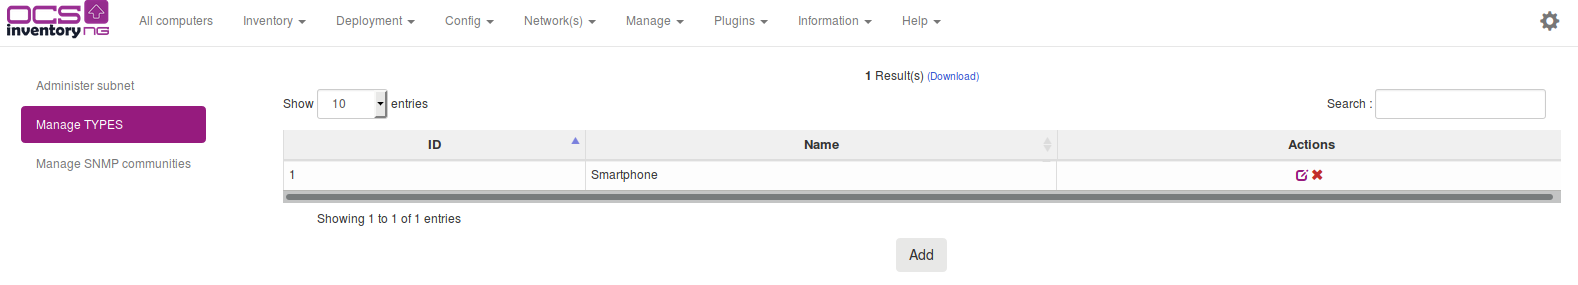 OCS inventory NG
All computers Inventory Deployment Config Network(s) Manage Plugins Information Help
Administer subnet
Manage TYPES
Manage SNMP communities
1 Result(s) (Download)
Show 10 entries Search :
ID Name Actions
1 Smartphone
Showing 1 to 1 of 1 entries
Add